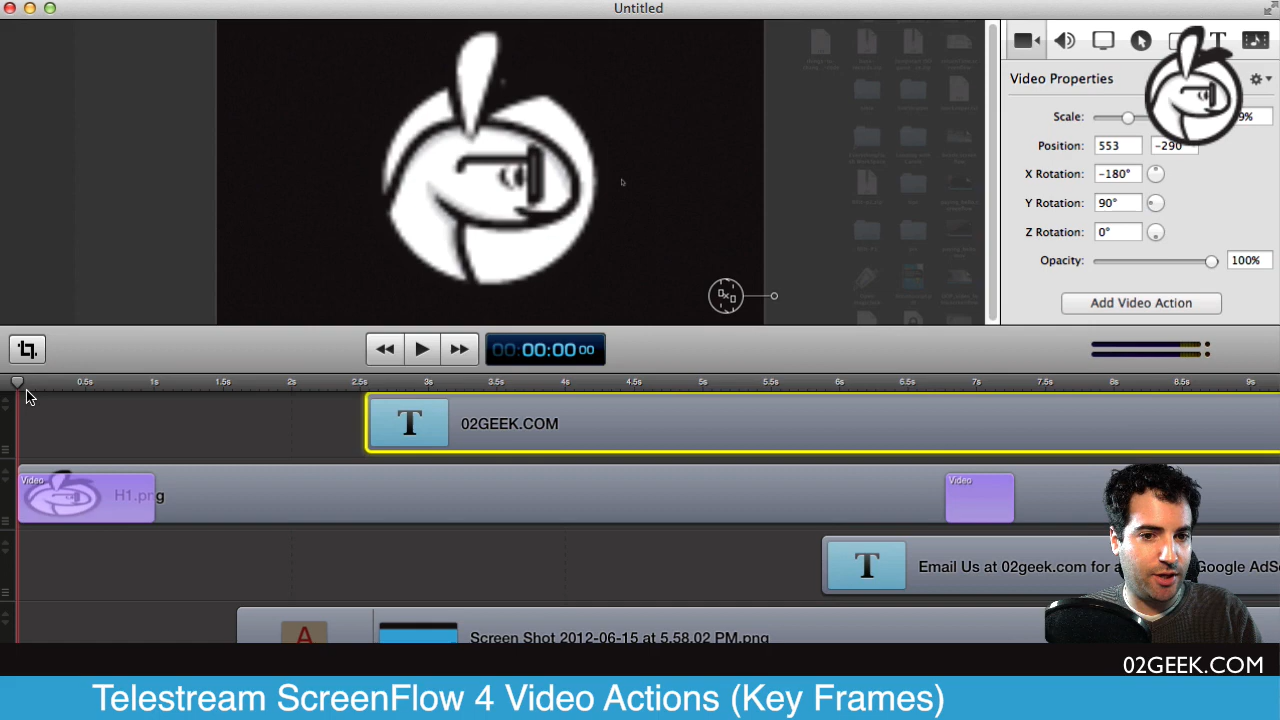 Untitled
Video Properties
Scale: 9%
Position: 553 -290
X Rotation: -180°
Y Rotation: 90°
Z Rotation: 0°
Opacity: 100%
Add Video Action
00:00:00 00
0.5s 1s 1.5s 2s 2.5s 3s 3.5s 4s 4.5s 5s 5.5s 6s 6.5s 7s 7.5s 8s 8.5s 9s
T 02GEEK.COM
Video H1.png Video
T Email Us at 02geek.com for a Google AdSe
A Screen Shot 2012-06-15 at 5.58.02 PM.png
02GEEK.COM
Telestream ScreenFlow 4 Video Actions (Key Frames)